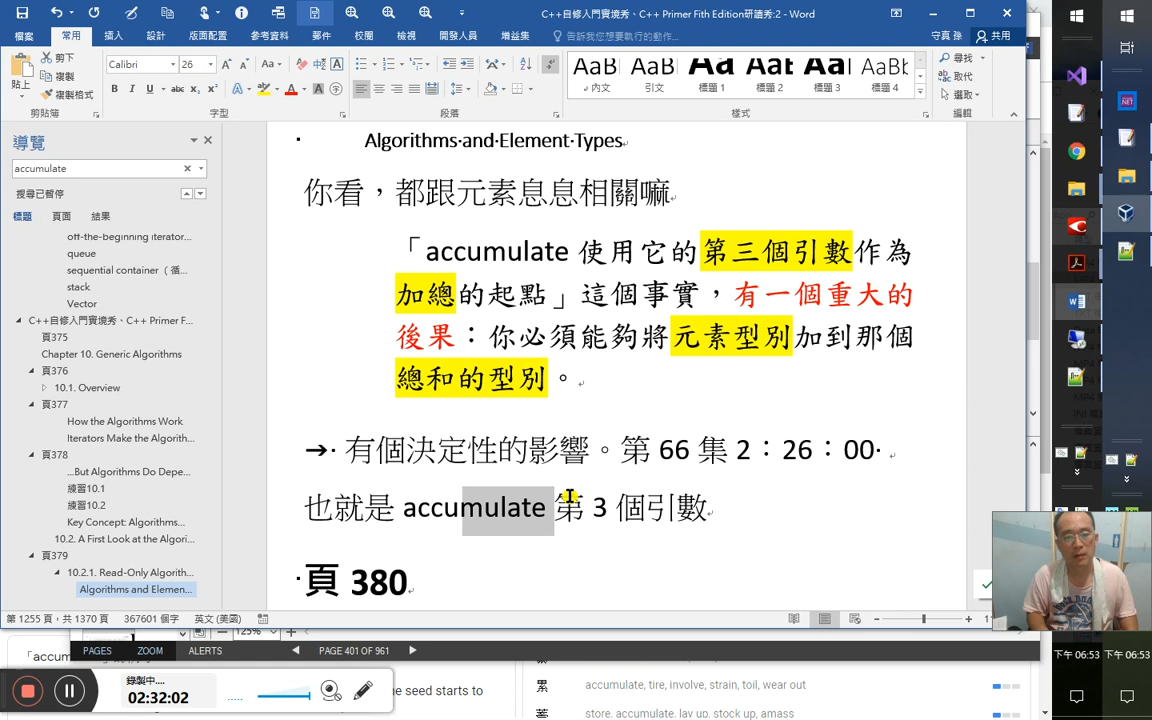 C++自修入門實境秀、C++ Primer Fith Edition研讀秀:2 - Word
檔案 常用 插入 設計 版面配置 參考資料 郵件 校閱 檢視 開發人員 增益集 告訴我您想要執行的動作... 守真 孫 共用
貼上 剪下 複製 複製格式 剪貼簿
Calibri 26 字型
段落
AaB AaB AaB AaB AaB AaBb
內文 引文 標題 1 標題 2 標題 3 標題 4
樣式
尋找 取代 選取 編輯
導覽
accumulate
搜尋已暫停
標題 頁面 結果
off-the-beginning iterator...
queue
sequential container（循...
stack
Vector
C++自修入門實境秀、C++ Primer F...
頁375
Chapter 10. Generic Algorithms
頁376
10.1. Overview
頁377
How the Algorithms Work
Iterators Make the Algorith...
頁378
...But Algorithms Do Depe...
練習10.1
練習10.2
Key Concept: Algorithms...
10.2. A First Look at the Algori...
頁379
10.2.1. Read-Only Algorith...
Algorithms and Elemen...
Algorithms·and·Element·Types
你看，都跟元素息息相關嘛
「accumulate 使用它的第三個引數作為
加總的起點」這個事實，有一個重大的
後果：你必須能夠將元素型別加到那個
總和的型別。
→· 有個決定性的影響。第 66 集 2：26：00·
也就是 accumulate 第 3 個引數
頁 380
第 1255 頁，共 1370 頁 367601 個字 英文 (美國)
125%
「accum
PAGES ZOOM ALERTS PAGE 401 OF 961
錄製中....
02:32:02
e seed starts to
累 accumulate, tire, involve, strain, toil, wear out
蓄 store, accumulate, lay up, stock up, amass
下午 06:53 下午 06:53